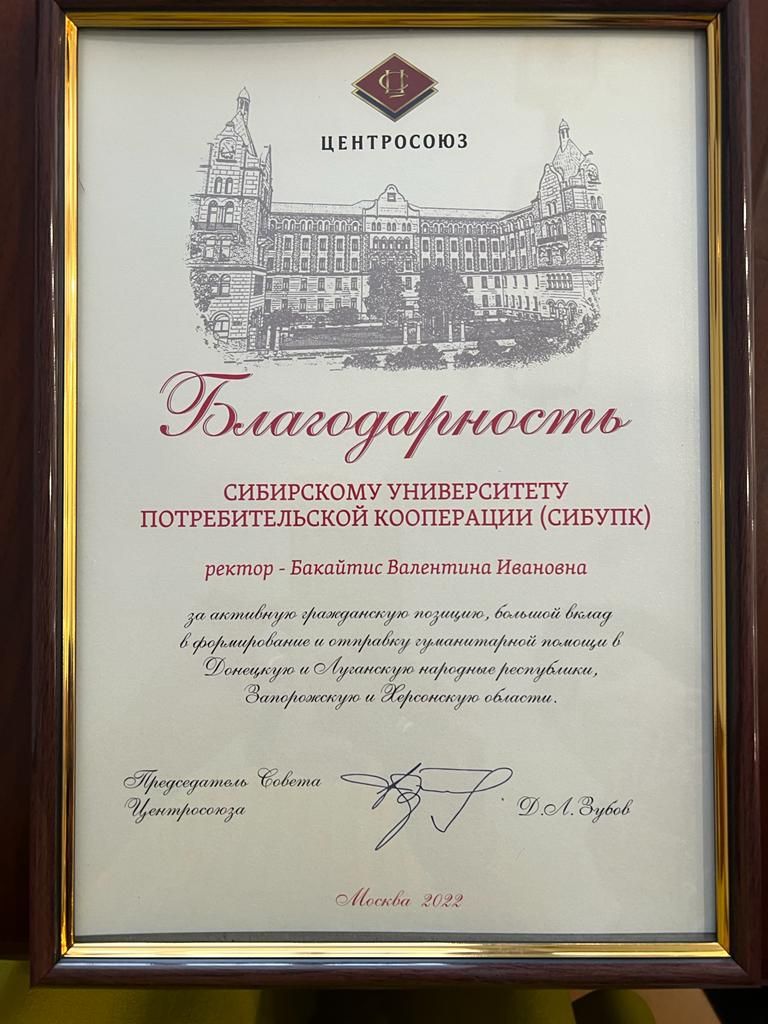 ЦЕНТРОСОЮЗ
Благодарность
СИБИРСКОМУ УНИВЕРСИТЕТУ
ПОТРЕБИТЕЛЬСКОЙ КООПЕРАЦИИ (СИБУПК)
ректор - Бакайтис Валентина Ивановна
за активную гражданскую позицию, большой вклад
в формирование и отправку гуманитарной помощи в
Донецкую и Луганскую народные республики,
Запорожскую и Херсонскую области.
Председатель Совета
Центросоюза
Д.Л.Зубов
Москва 2022